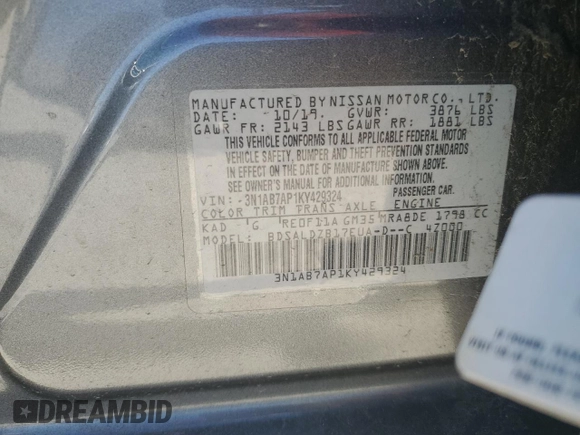 MANUFACTURED BY NISSAN MOTOR CO., LTD.
DATE: 10/19. GVWR: 3876 LBS
GAWR FR: 2143 LBS GAWR RR: 1881 LBS
THIS VEHICLE CONFORMS TO ALL APPLICABLE FEDERAL MOTOR
VEHICLE SAFETY, BUMPER AND THEFT PREVENTION STANDARDS
IN EFFECT ON THE DATE OF MANUFACTURE SHOWN ABOVE.
SEE OWNER'S MANUAL FOR ADDITIONAL INFORMATION.
VIN: - 3N1AB7AP1KY429324 PASSENGER CAR.
COLOR TRIM TRANS AXLE ENGINE
KAD G RE0F11A GM35 MRA8DE 1798 CC
MODEL: BDSALDZB17EUA-D--C 4Z000
3N1AB7AP1KY429324
DREAMBID